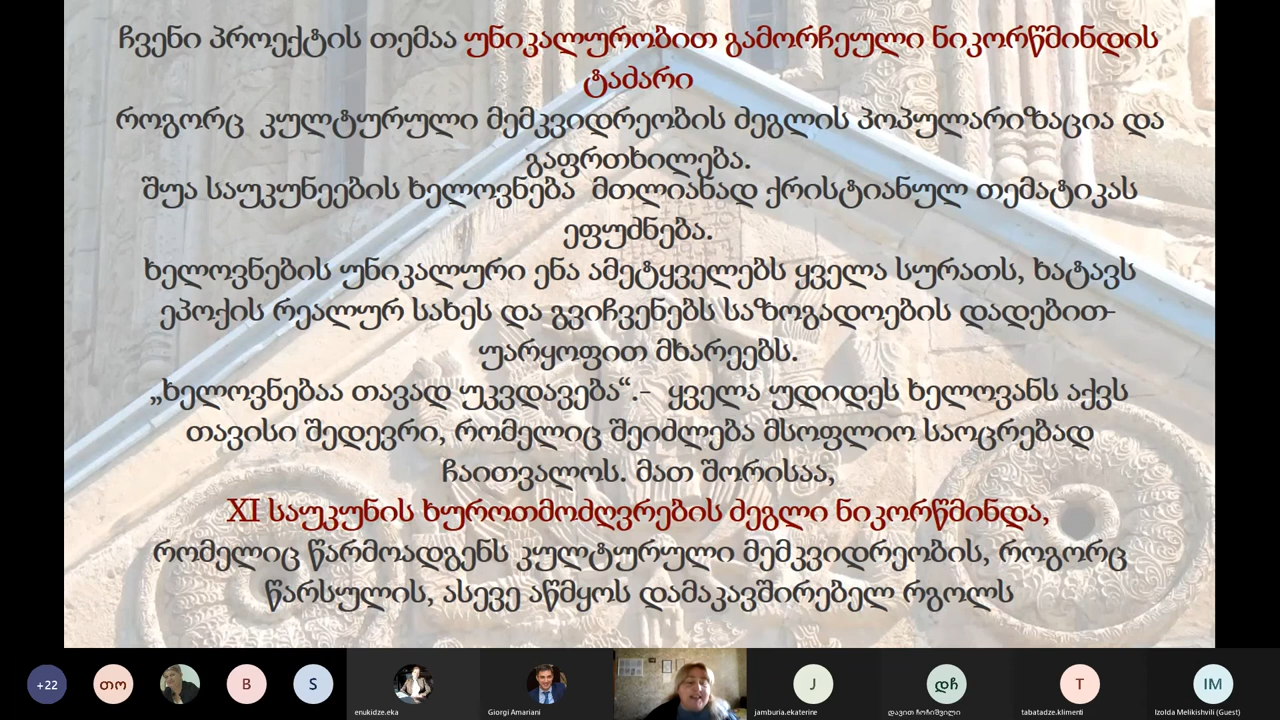 ჩვენი პროექტის თემაა უნიკალურობით გამორჩეული ნიკორწმინდის
ტაძარი
როგორც კულტურული მემკვიდრეობის ძეგლის პოპულარიზაცია და
გაფრთხილება.
შუა საუკუნეების ხელოვნება მთლიანად ქრისტიანულ თემატიკას
ეფუძნება.
ხელოვნების უნიკალური ენა ამეტყველებს ყველა სურათს, ხატავს
ეპოქის რეალურ სახეს და გვიჩვენებს საზოგადოების დადებით-
უარყოფით მხარეებს.
„ხელოვნებაა თავად უკვდავება“.- ყველა უდიდეს ხელოვანს აქვს
თავისი შედევრი, რომელიც შეიძლება მსოფლიო საოცრებად
ჩაითვალოს. მათ შორისაა,
XI საუკუნის ხუროთმოძღვრების ძეგლი ნიკორწმინდა,
რომელიც წარმოადგენს კულტურული მემკვიდრეობის, როგორც
წარსულის, ასევე აწმყოს დამაკავშირებელ რგოლს
+22
თო
B
S
enukidze.eka
Giorgi Amariani
J
jamburia.ekaterine
დჩ
დავით ჩოჩიშვილი
T
tabatadze.klimenti
IM
Izolda Melikishvili (Guest)